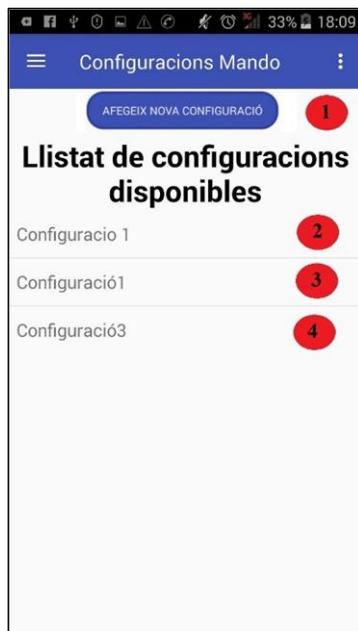 33% 18:09
Configuracions Mando
AFEGEIX NOVA CONFIGURACIÓ
1
Llistat de configuracions
disponibles
Configuracio 1
2
Configuració1
3
Configuració3
4